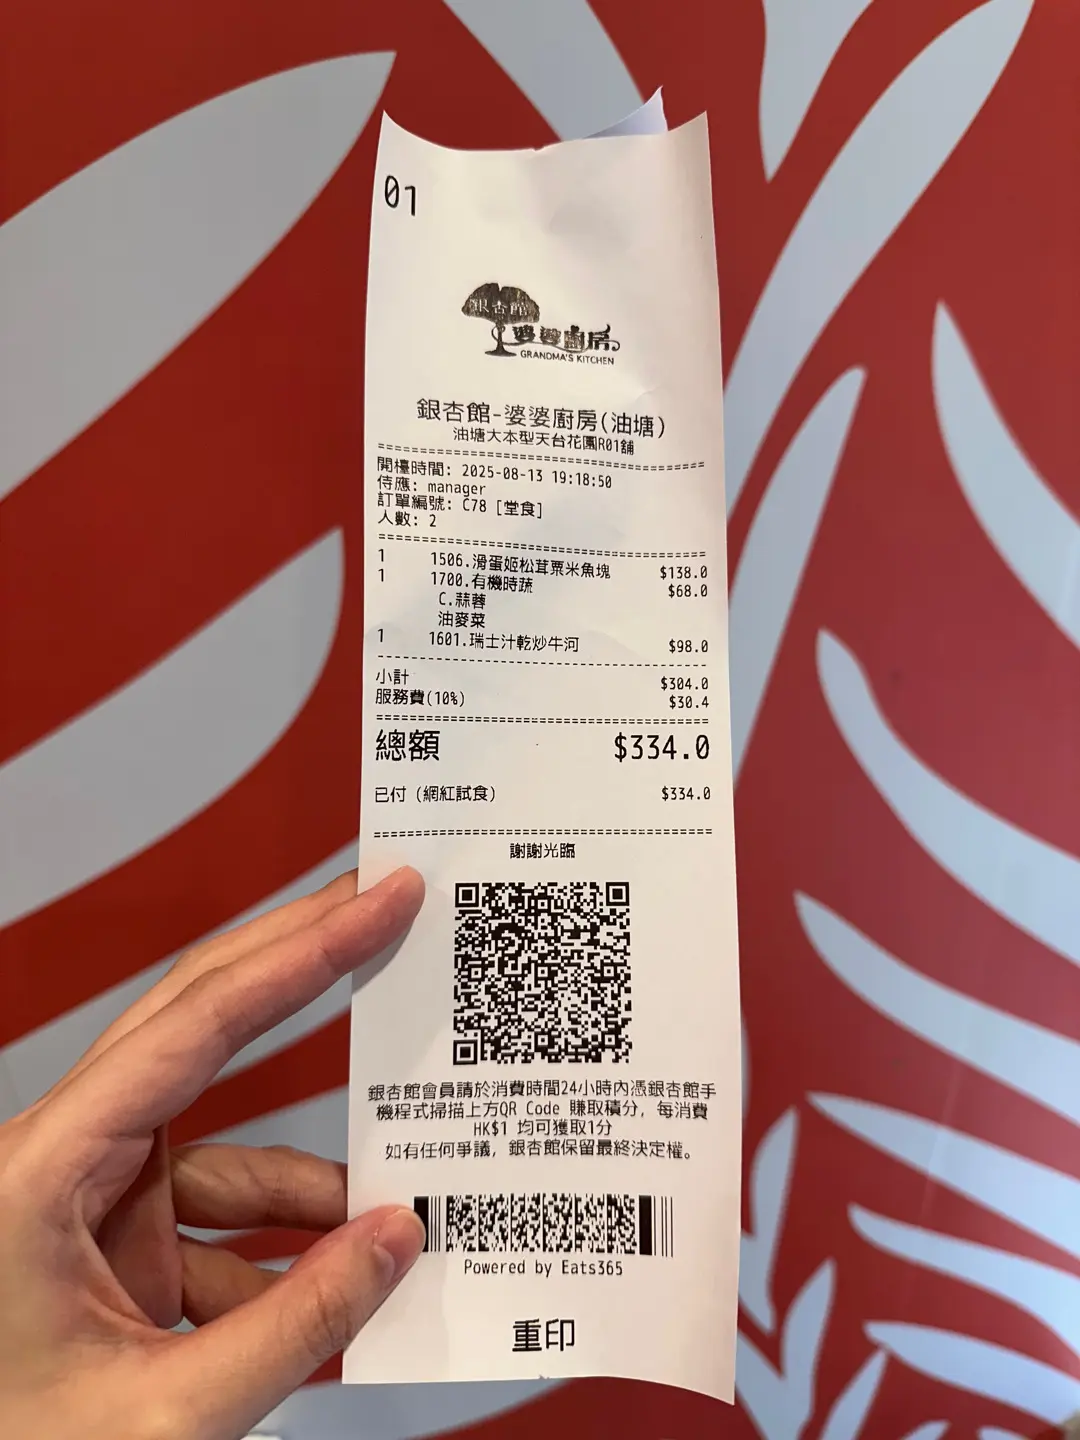 01
銀杏館
婆婆廚房
GRANDMA'S KITCHEN
銀杏館-婆婆廚房(油塘)
油塘大本型天台花園R01舖
開檯時間: 2025-08-13 19:18:50
侍應: manager
訂單編號: C78 [堂食]
人數: 2
1 1506.滑蛋姬松茸粟米魚塊 $138.0
1 1700.有機時蔬 $68.0
C.蒜蓉
油麥菜
1 1601.瑞士汁乾炒牛河 $98.0
小計 $304.0
服務費(10%) $30.4
總額 $334.0
已付 (網紅試食) $334.0
謝謝光臨
銀杏館會員請於消費時間24小時內憑銀杏館手
機程式掃描上方QR Code 賺取積分, 每消費
HK$1 均可獲取1分
如有任何爭議, 銀杏館保留最終決定權。
Powered by Eats365
重印